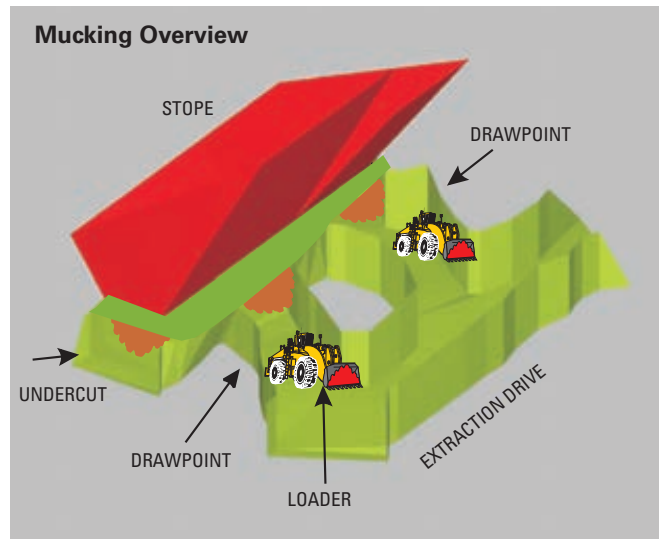 Mucking Overview
STOPE
DRAWPOINT
UNDERCUT
DRAWPOINT
EXTRACTION DRIVE
LOADER